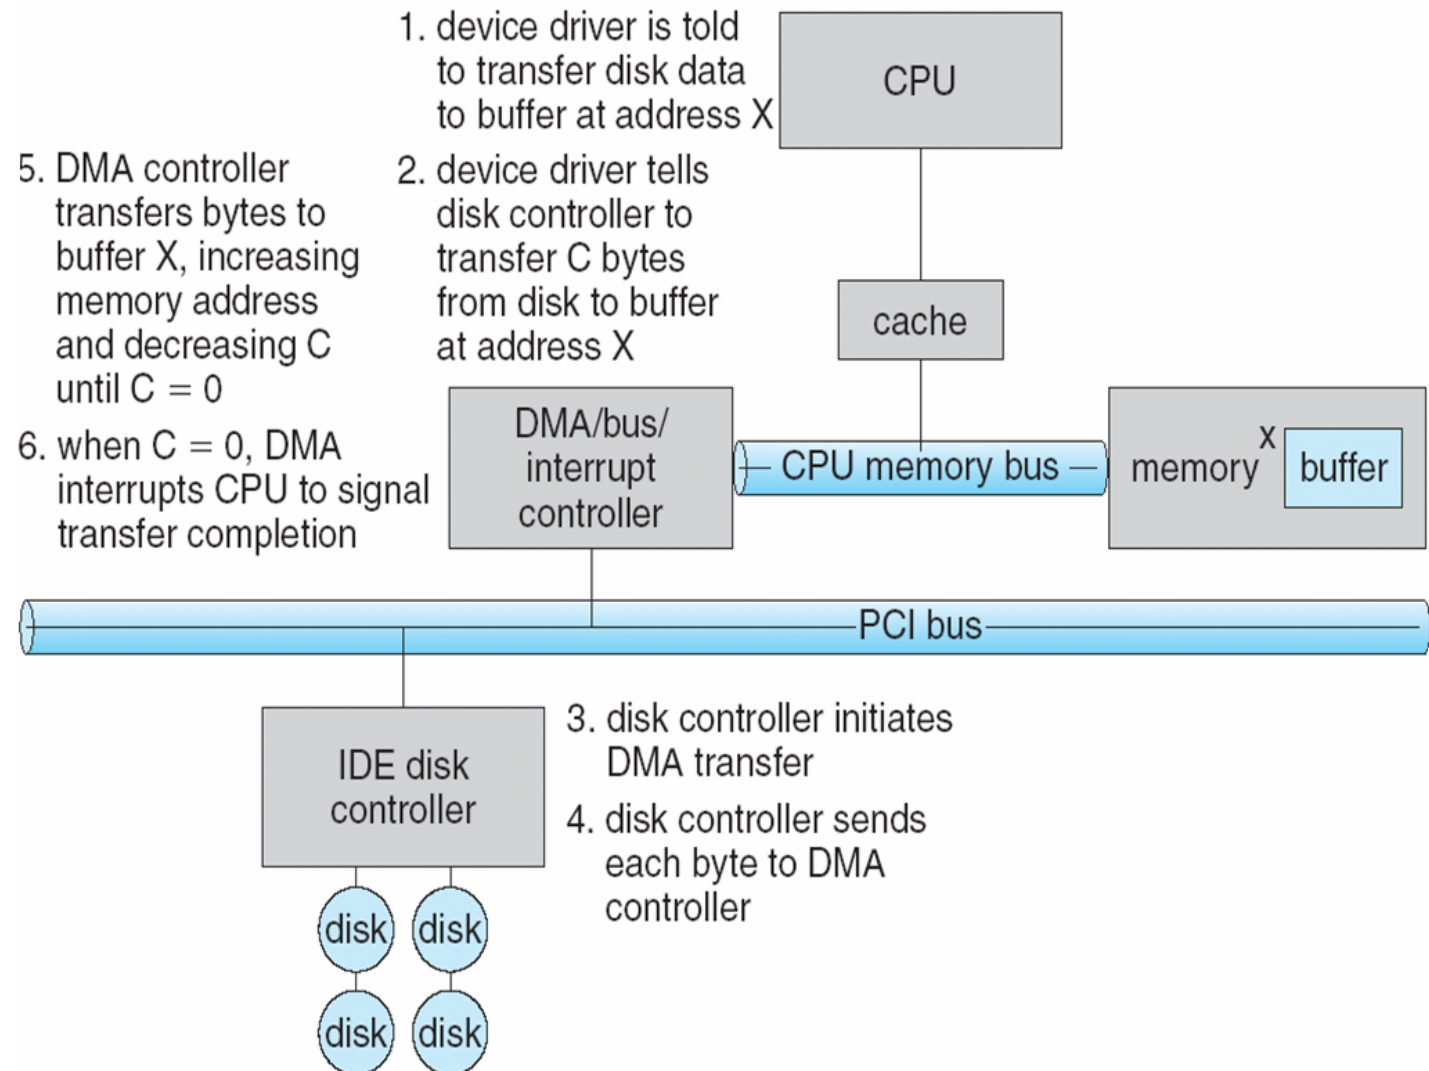 1. device driver is told
to transfer disk data
to buffer at address X
CPU
5. DMA controller
transfers bytes to
buffer X, increasing
memory address
and decreasing C
until C = 0
2. device driver tells
disk controller to
transfer C bytes
from disk to buffer
at address X
cache
DMA/bus/
interrupt
controller
CPU memory bus
memory
X
buffer
6. when C = 0, DMA
interrupts CPU to signal
transfer completion
PCI bus
IDE disk
controller
3. disk controller initiates
DMA transfer
4. disk controller sends
each byte to DMA
controller
disk
disk
disk
disk